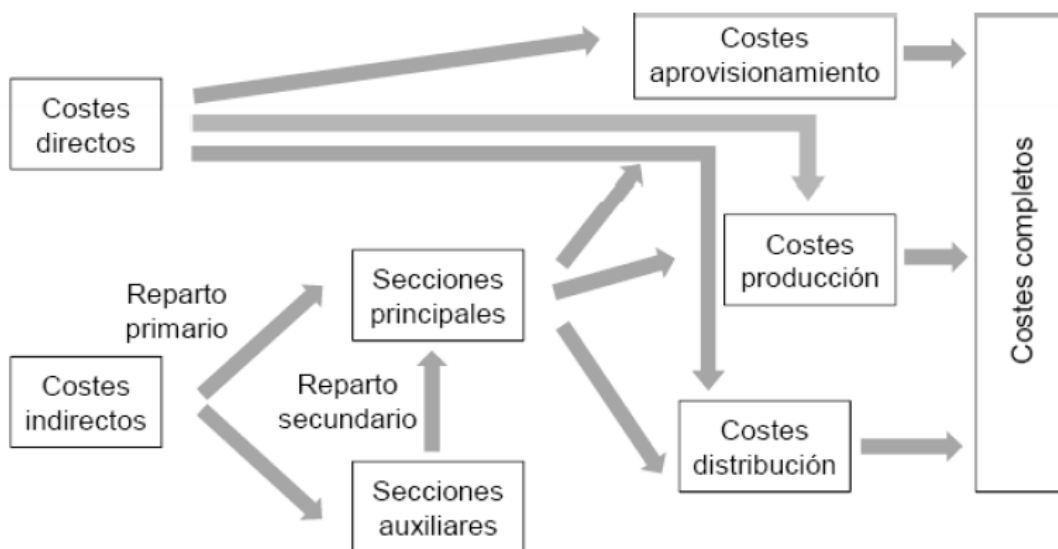 Costes
aprovisionamiento
Costes
directos
Costes
producción
Costes completos
Secciones
principales
Reparto
primario
Costes
indirectos
Reparto
secundario
Costes
distribución
Secciones
auxiliares